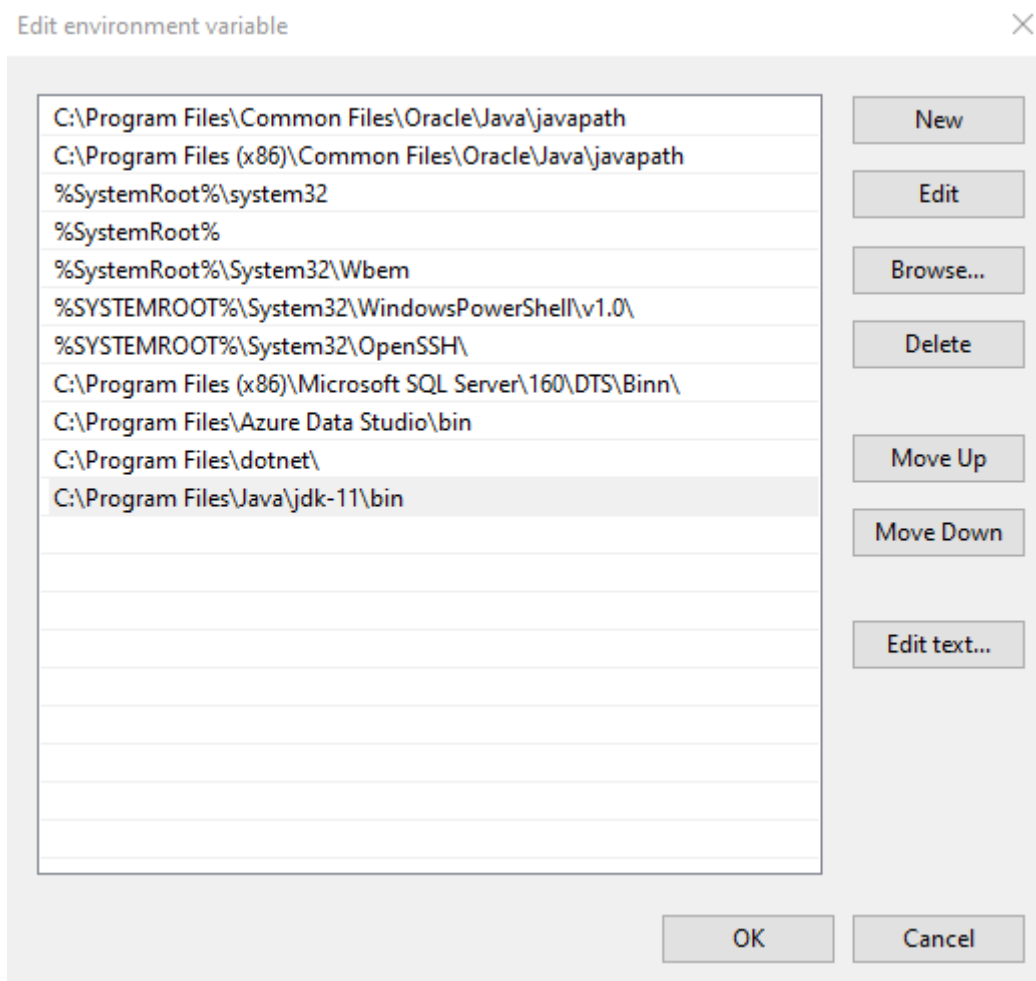 Edit environment variable
C:\Program Files\Common Files\Oracle\Java\javapath
C:\Program Files (x86)\Common Files\Oracle\Java\javapath
%SystemRoot%\system32
%SystemRoot%
%SystemRoot%\System32\Wbem
%SYSTEMROOT%\System32\WindowsPowerShell\v1.0\
%SYSTEMROOT%\System32\OpenSSH\
C:\Program Files (x86)\Microsoft SQL Server\160\DTS\Binn\
C:\Program Files\Azure Data Studio\bin
C:\Program Files\dotnet\
C:\Program Files\Java\jdk-11\bin
New
Edit
Browse...
Delete
Move Up
Move Down
Edit text...
OK
Cancel